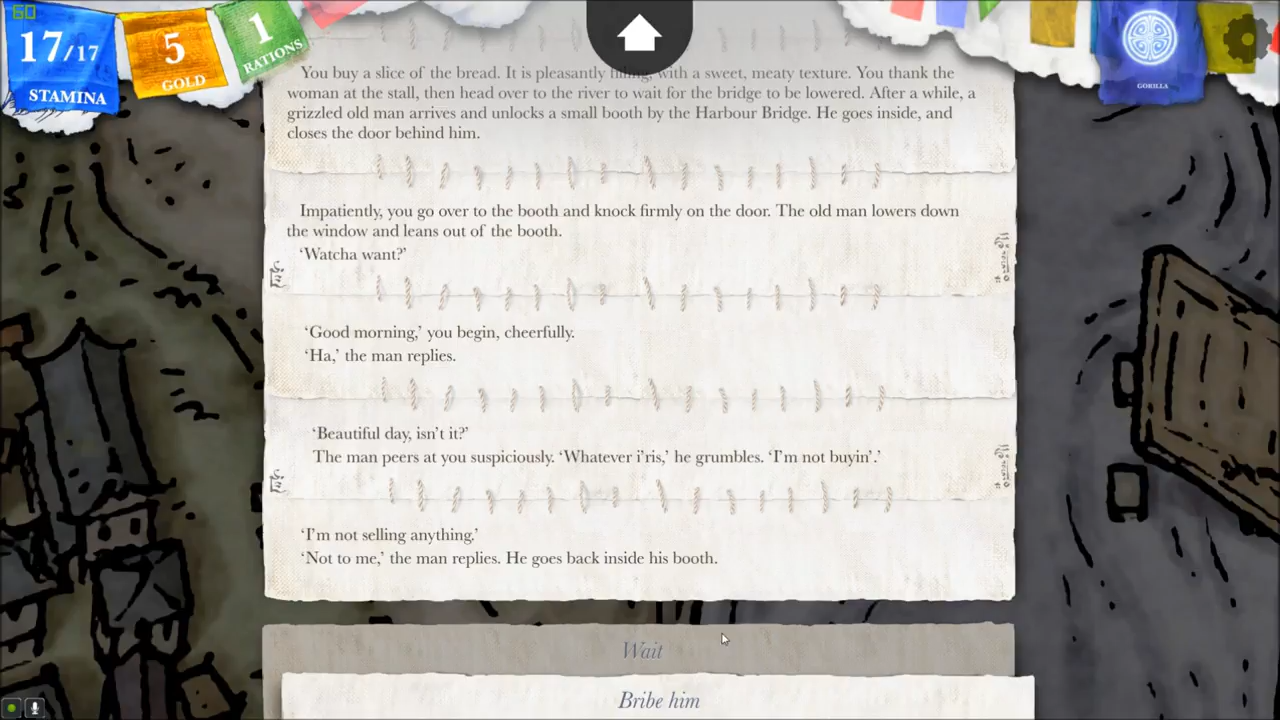 60
17/17
STAMINA
5
GOLD
1
RATIONS
GORILLA
You buy a slice of the bread. It is pleasantly filling, with a sweet, meaty texture. You thank the
woman at the stall, then head over to the river to wait for the bridge to be lowered. After a while, a
grizzled old man arrives and unlocks a small booth by the Harbour Bridge. He goes inside, and
closes the door behind him.
Impatiently, you go over to the booth and knock firmly on the door. The old man lowers down
the window and leans out of the booth.
‘Watcha want?’
‘Good morning,’ you begin, cheerfully.
‘Ha,’ the man replies.
‘Beautiful day, isn’t it?’
The man peers at you suspiciously. ‘Whatever i’ris,’ he grumbles. ‘I’m not buyin’.’
‘I’m not selling anything.’
‘Not to me,’ the man replies. He goes back inside his booth.
Wait
Bribe him